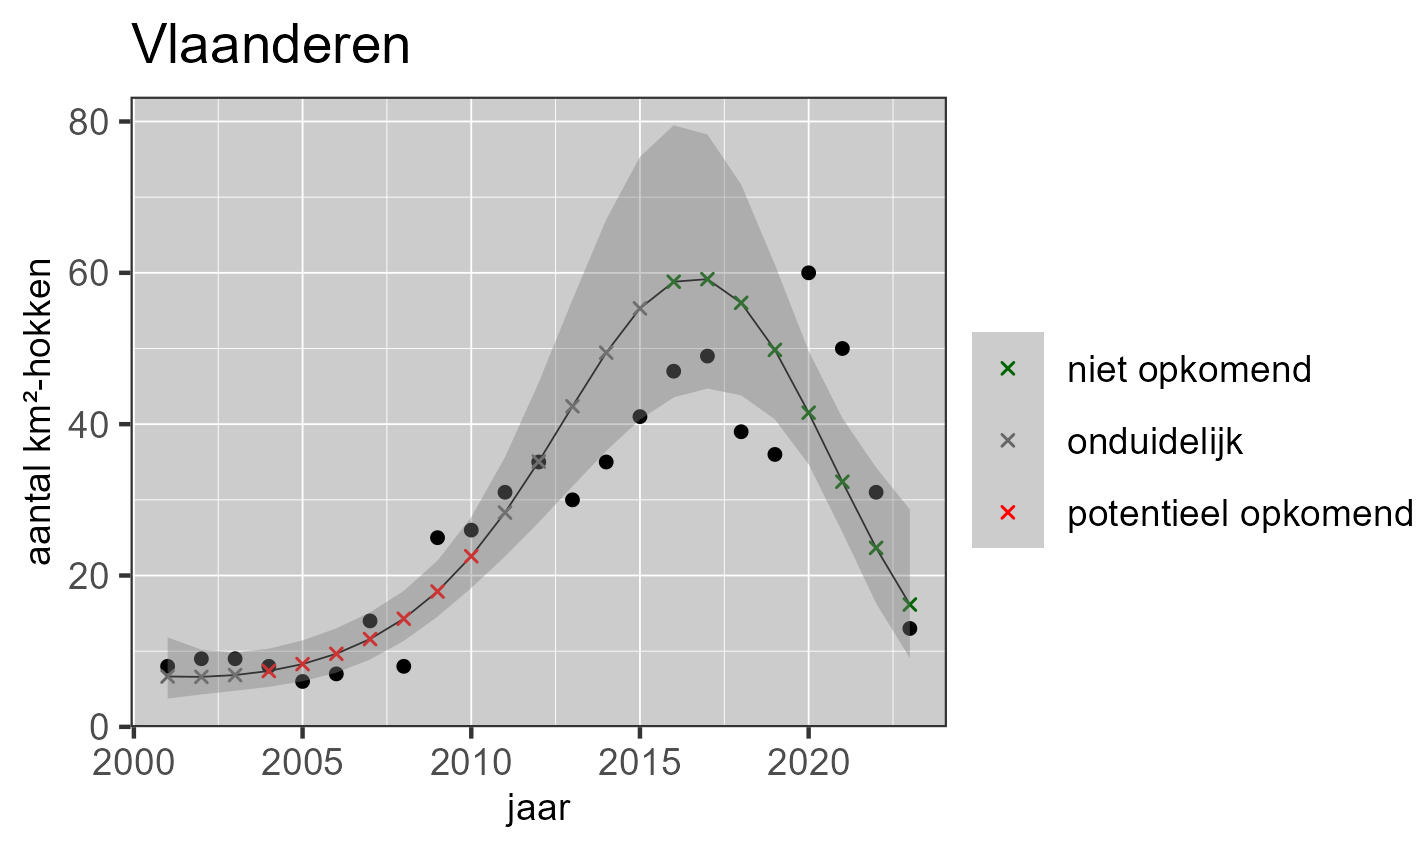 Vlaanderen
80
60
40
20
0
aantal km²-hokken
2000 2005 2010 2015 2020
jaar
niet opkomend
onduidelijk
potentieel opkomend